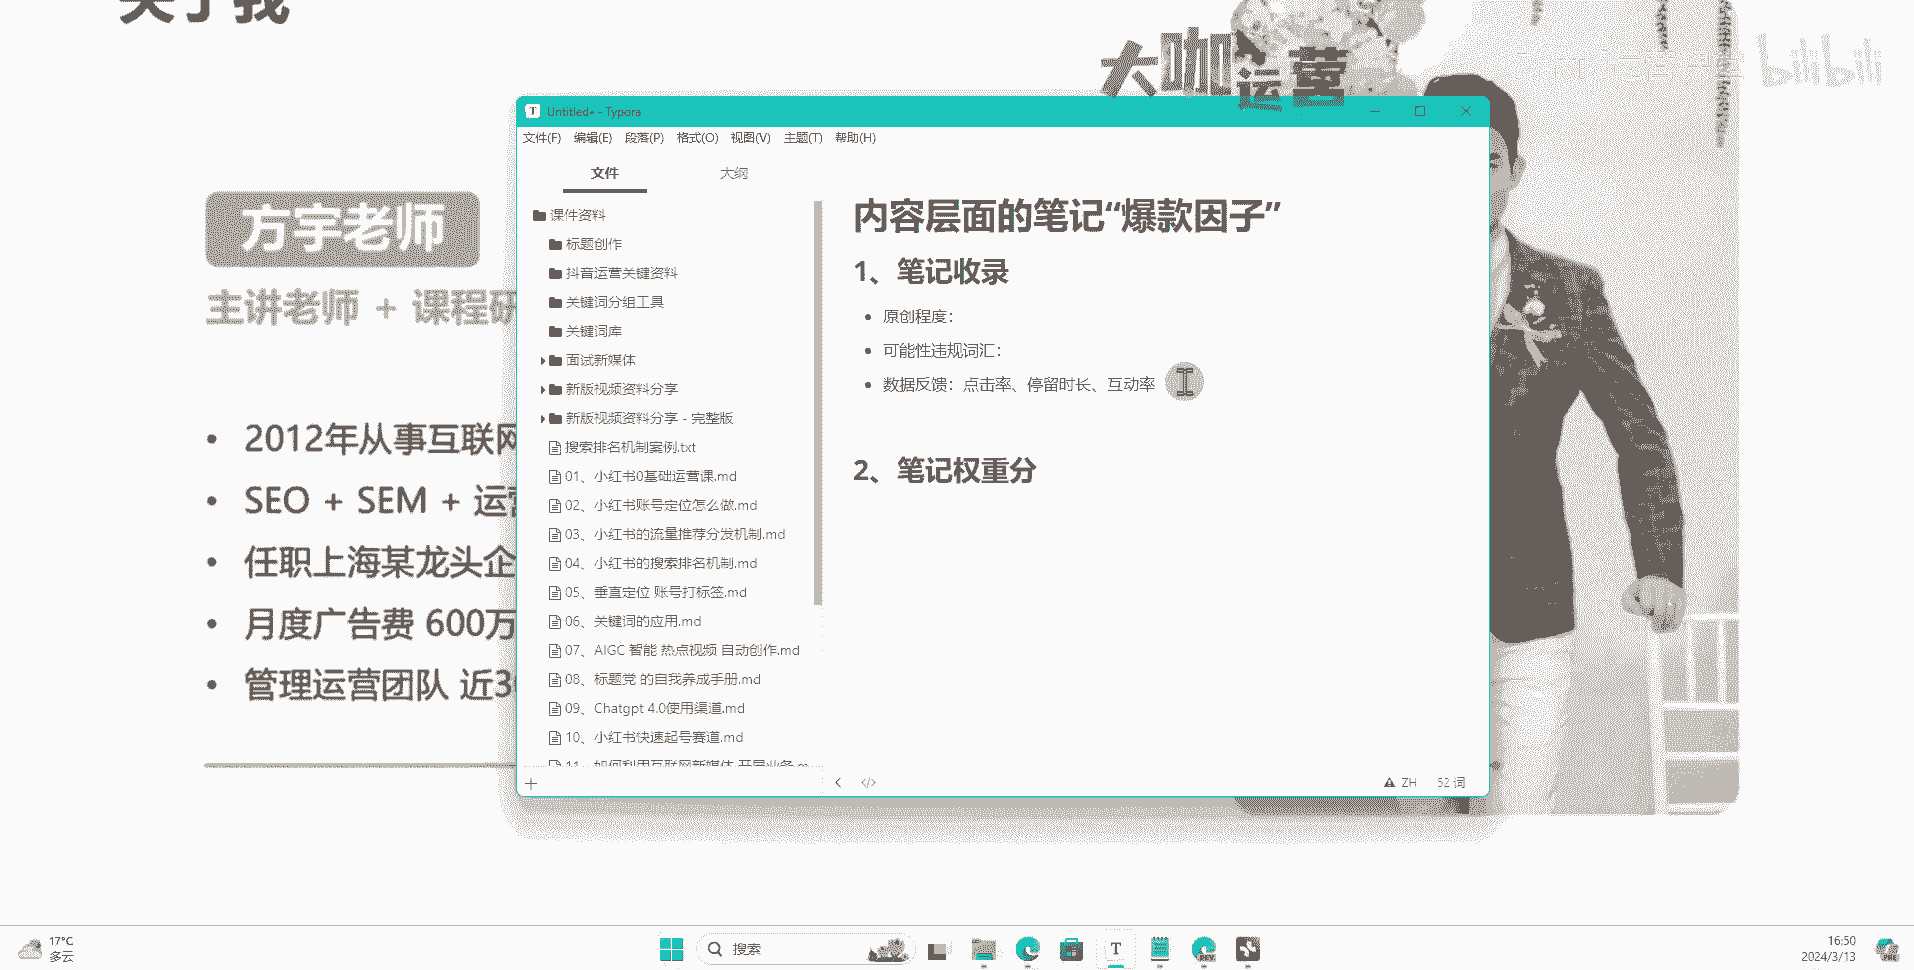 关于我
大咖运营
bilibili
方宇老师
主讲老师 + 课程研
2012年从事互联网
SEO + SEM + 运营
任职上海某龙头企
月度广告费 600万
管理运营团队 近3
Untitled• - Typora
文件(F) 编辑(E) 段落(P) 格式(O) 视图(V) 主题(T) 帮助(H)
文件 大纲
课件资料
标题创作
抖音运营关键资料
关键词分组工具
关键词库
面试新媒体
新版视频资料分享
新版视频资料分享 - 完整版
搜索排名机制案例.txt
01、小红书0基础运营课.md
02、小红书账号定位怎么做.md
03、小红书的流量推荐分发机制.md
04、小红书的搜索排名机制.md
05、垂直定位 账号打标签.md
06、关键词的应用.md
07、AIGC 智能 热点视频 自动创作.md
08、标题党 的自我养成手册.md
09、Chatgpt 4.0使用渠道.md
10、小红书快速起号赛道.md
11、如何利用互联网新媒体 开展业务.m
内容层面的笔记“爆款因子”
1、笔记收录
原创程度：
可能性违规词汇：
数据反馈：点击率、停留时长、互动率
2、笔记权重分
ZH 52 词
17°C
多云
搜索
16:50
2024/3/13